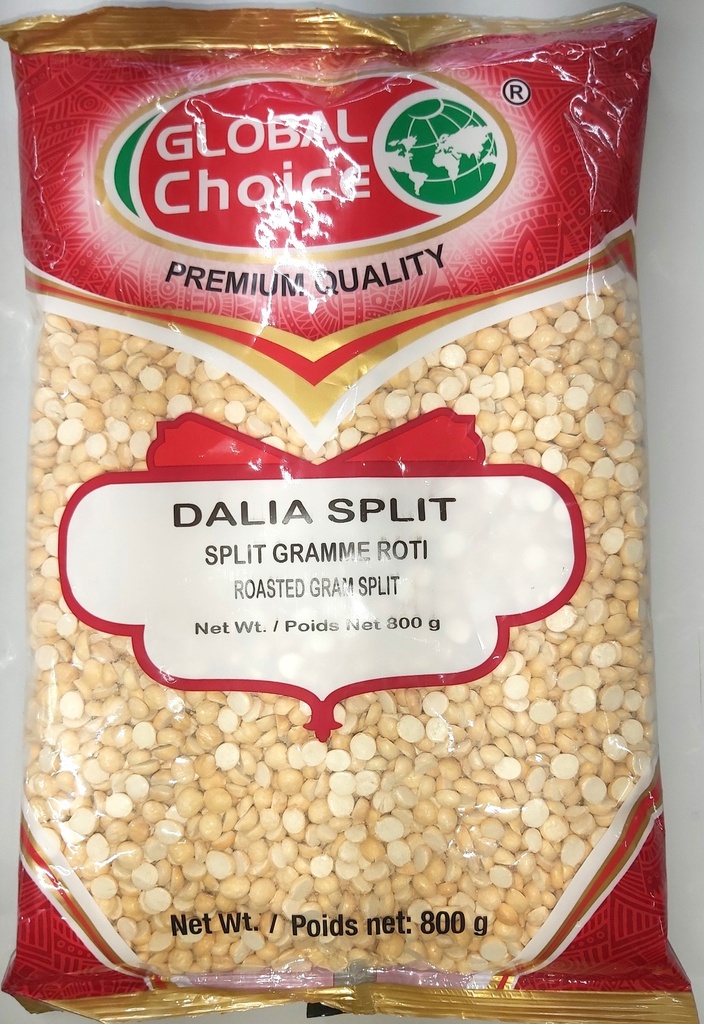 GLOBAL
Choice
®
PREMIUM QUALITY
DALIA SPLIT
SPLIT GRAMME ROTI
ROASTED GRAM SPLIT
Net Wt. / Poids Net 800 g
Net Wt. / Poids net: 800 g